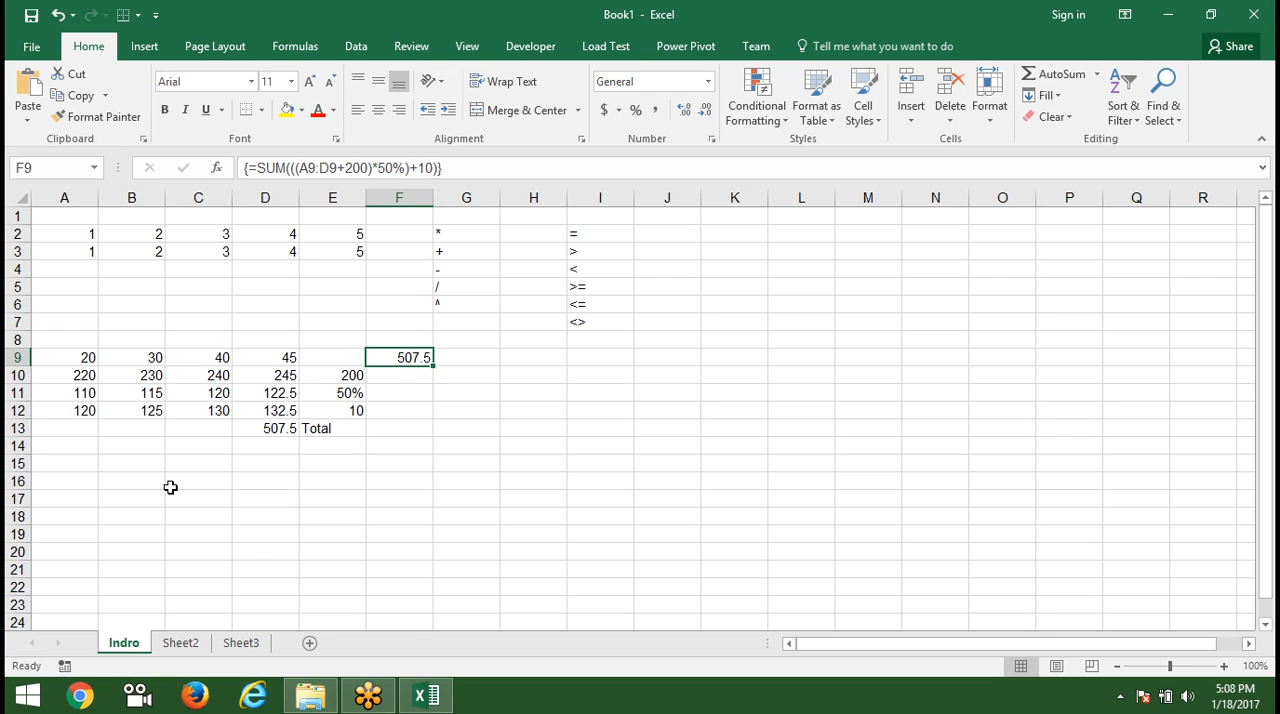 Book1 - Excel
Sign in
File Home Insert Page Layout Formulas Data Review View Developer Load Test Power Pivot Team Tell me what you want to do Share
Paste
Cut
Copy
Format Painter
Clipboard
Arial 11
B I U
Font
Wrap Text
Merge & Center
Alignment
General
$ % ,
Number
Conditional Formatting
Format as Table
Cell Styles
Styles
Insert Delete Format
Cells
AutoSum
Fill
Clear
Sort & Filter
Find & Select
Editing
F9 fx {=SUM(((A9:D9+200)*50%)+10)}
A B C D E F G H I J K L M N O P Q R
1
2 1 2 3 4 5 * =
3 1 2 3 4 5 + >
4 - <
5 / >=
6 ^ <=
7 <>
8
9 20 30 40 45 507.5
10 220 230 240 245 200
11 110 115 120 122.5 50%
12 120 125 130 132.5 10
13 507.5 Total
14
15
16
17
18
19
20
21
22
23
24
Indro Sheet2 Sheet3
Ready
100%
5:08 PM
1/18/2017